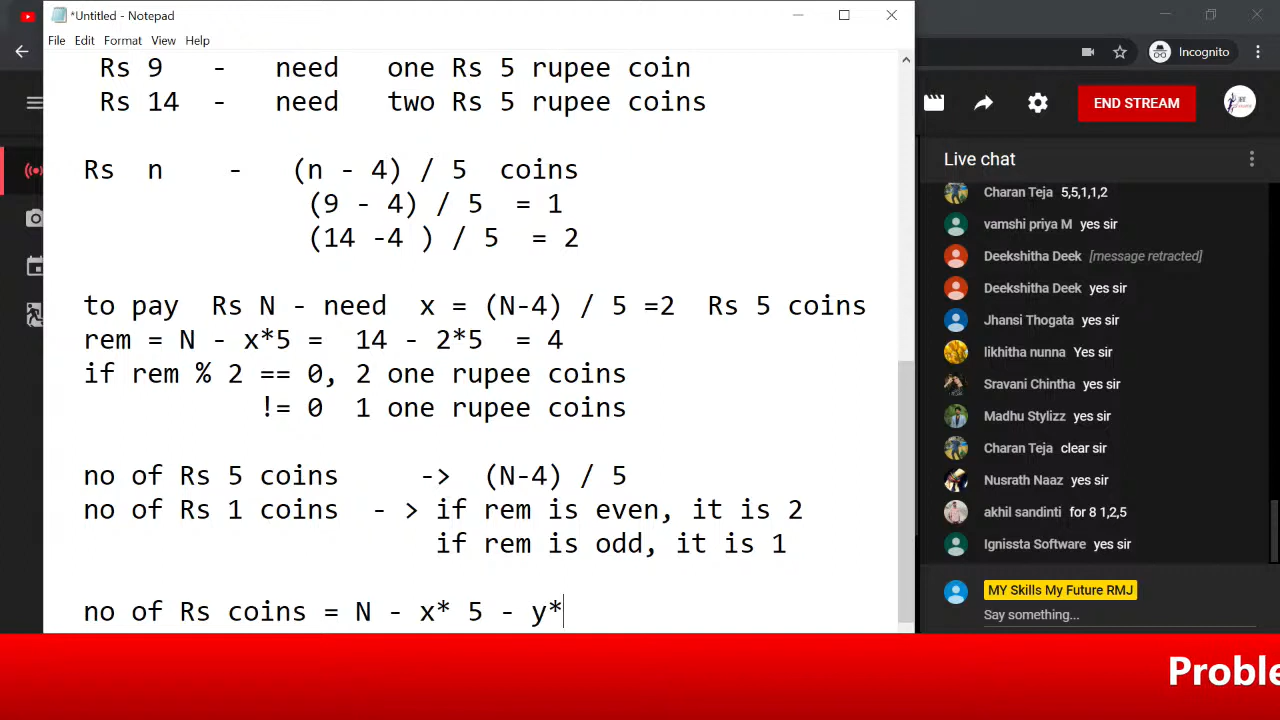 *Untitled - Notepad
File Edit Format View Help
Rs 9 - need one Rs 5 rupee coin
Rs 14 - need two Rs 5 rupee coins
Rs n - (n - 4) / 5 coins
(9 - 4) / 5 = 1
(14 -4 ) / 5 = 2
to pay Rs N - need x = (N-4) / 5 =2 Rs 5 coins
rem = N - x*5 = 14 - 2*5 = 4
if rem % 2 == 0, 2 one rupee coins
!= 0 1 one rupee coins
no of Rs 5 coins -> (N-4) / 5
no of Rs 1 coins - > if rem is even, it is 2
if rem is odd, it is 1
no of Rs coins = N - x* 5 - y*
Incognito
END STREAM
Live chat
Charan Teja 5,5,1,1,2
vamshi priya M yes sir
Deekshitha Deek [message retracted]
Deekshitha Deek yes sir
Jhansi Thogata yes sir
likhitha nunna Yes sir
Sravani Chintha yes sir
Madhu Stylizz yes sir
Charan Teja clear sir
Nusrath Naaz yes sir
akhil sandinti for 8 1,2,5
Ignissta Software yes sir
MY Skills My Future RMJ
Say something...
Proble